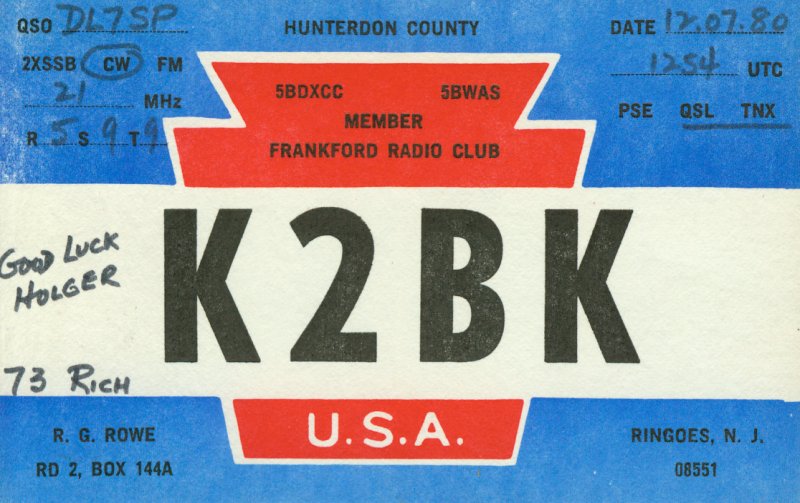 QSO DL7SP
HUNTERDON COUNTY
DATE 12.07.80
2XSSB CW FM
1254 UTC
21 MHz
PSE QSL TNX
R 5 S 9 T 9
5BDXCC 5BWAS
MEMBER
FRANKFORD RADIO CLUB
K2BK
GOOD LUCK
HOLGER
73 RICH
U.S.A.
R. G. ROWE
RD 2, BOX 144A
RINGOES, N. J.
08551